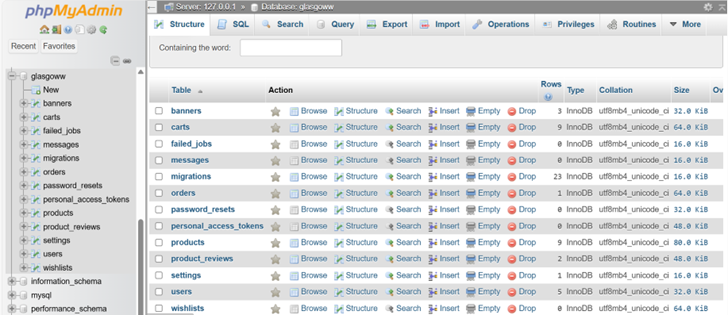 phpMyAdmin
Recent Favorites
glasgoww
New
banners
carts
failed_jobs
messages
migrations
orders
password_resets
personal_access_tokens
products
product_reviews
settings
users
wishlists
information_schema
mysql
performance_schema
Server: 127.0.0.1 » Database: glasgoww
Structure SQL Search Query Export Import Operations Privileges Routines More
Containing the word:
Table Action Rows Type Collation Size Ov
banners Browse Structure Search Insert Empty Drop 3 InnoDB utf8mb4_unicode_ci 32.0 KiB
carts Browse Structure Search Insert Empty Drop 9 InnoDB utf8mb4_unicode_ci 64.0 KiB
failed_jobs Browse Structure Search Insert Empty Drop 0 InnoDB utf8mb4_unicode_ci 16.0 KiB
messages Browse Structure Search Insert Empty Drop 0 InnoDB utf8mb4_unicode_ci 16.0 KiB
migrations Browse Structure Search Insert Empty Drop 23 InnoDB utf8mb4_unicode_ci 16.0 KiB
orders Browse Structure Search Insert Empty Drop 1 InnoDB utf8mb4_unicode_ci 64.0 KiB
password_resets Browse Structure Search Insert Empty Drop 0 InnoDB utf8mb4_unicode_ci 32.0 KiB
personal_access_tokens Browse Structure Search Insert Empty Drop 0 InnoDB utf8mb4_unicode_ci 48.0 KiB
products Browse Structure Search Insert Empty Drop 9 InnoDB utf8mb4_unicode_ci 80.0 KiB
product_reviews Browse Structure Search Insert Empty Drop 2 InnoDB utf8mb4_unicode_ci 48.0 KiB
settings Browse Structure Search Insert Empty Drop 1 InnoDB utf8mb4_unicode_ci 16.0 KiB
users Browse Structure Search Insert Empty Drop 5 InnoDB utf8mb4_unicode_ci 32.0 KiB
wishlists Browse Structure Search Insert Empty Drop 0 InnoDB utf8mb4_unicode_ci 64.0 KiB